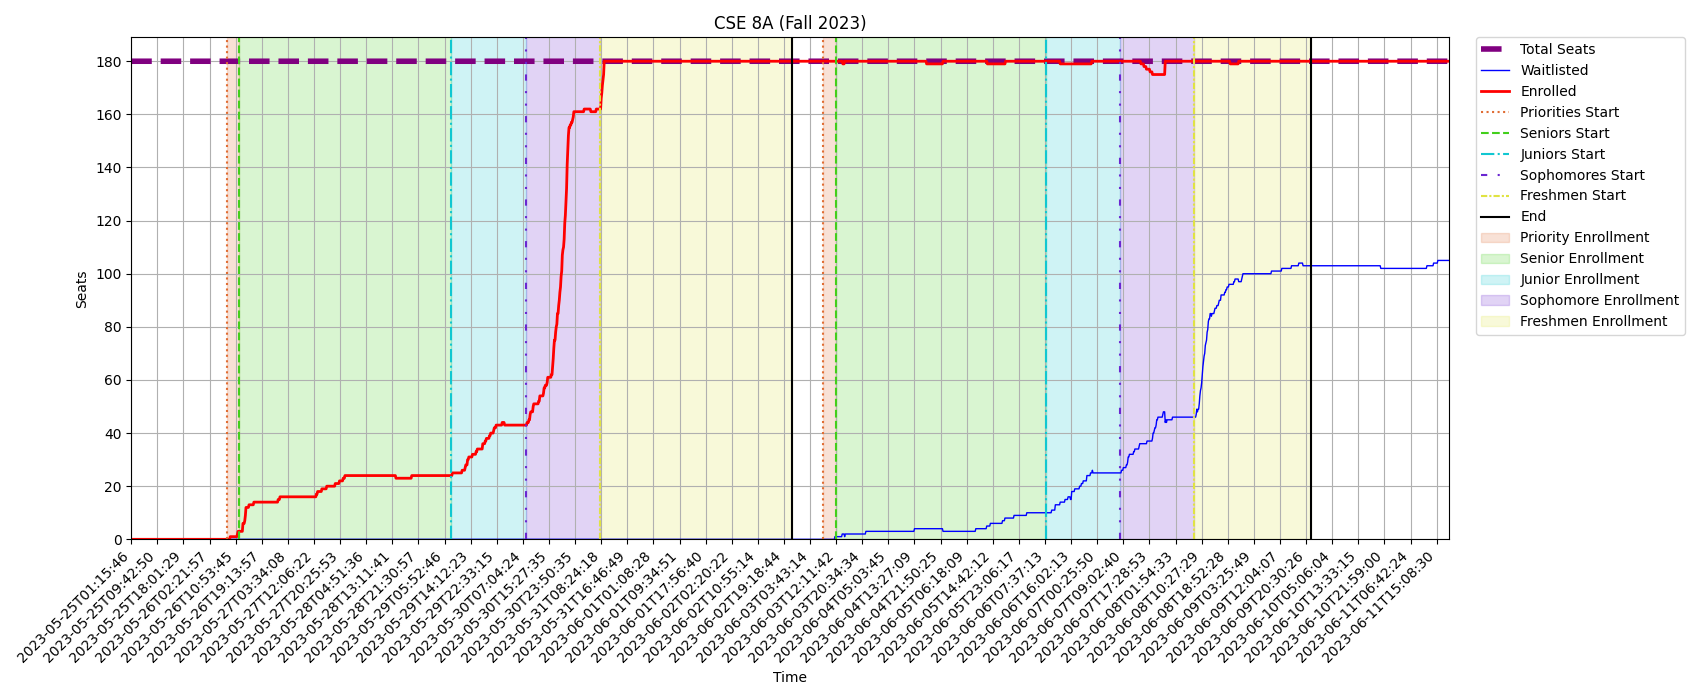 CSE 8A (Fall 2023)
Seats
180
160
140
120
100
80
60
40
20
0
2023-05-25T01:15:46
2023-05-25T09:42:50
2023-05-25T18:01:29
2023-05-26T02:21:57
2023-05-26T10:53:45
2023-05-26T19:13:57
2023-05-27T03:34:08
2023-05-27T12:06:22
2023-05-27T20:25:53
2023-05-28T04:51:36
2023-05-28T13:11:41
2023-05-28T21:30:57
2023-05-29T05:52:46
2023-05-29T14:12:23
2023-05-29T22:33:15
2023-05-30T07:04:24
2023-05-30T15:27:35
2023-05-30T23:50:35
2023-05-31T08:24:18
2023-05-31T16:46:49
2023-06-01T01:08:28
2023-06-01T09:34:51
2023-06-01T17:56:40
2023-06-02T02:20:22
2023-06-02T10:55:14
2023-06-02T19:18:44
2023-06-03T03:43:14
2023-06-03T12:11:42
2023-06-03T20:34:34
2023-06-04T05:03:45
2023-06-04T13:27:09
2023-06-04T21:50:25
2023-06-05T06:18:09
2023-06-05T14:42:12
2023-06-05T23:06:17
2023-06-06T07:37:13
2023-06-06T16:02:13
2023-06-07T00:25:50
2023-06-07T09:02:40
2023-06-07T17:28:53
2023-06-08T01:54:33
2023-06-08T10:27:29
2023-06-08T18:52:28
2023-06-09T03:25:49
2023-06-09T12:04:07
2023-06-09T20:30:26
2023-06-10T05:06:04
2023-06-10T13:33:15
2023-06-10T21:59:00
2023-06-11T06:42:24
2023-06-11T15:08:30
Time
Total Seats
Waitlisted
Enrolled
Priorities Start
Seniors Start
Juniors Start
Sophomores Start
Freshmen Start
End
Priority Enrollment
Senior Enrollment
Junior Enrollment
Sophomore Enrollment
Freshmen Enrollment